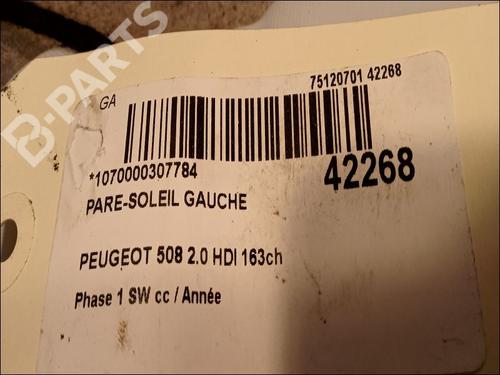 B-PARTS
GA
75120701 42268
*1070000307784
42268
PARE-SOLEIL GAUCHE
PEUGEOT 508 2.0 HDI 163ch
Phase 1 SW cc / Année